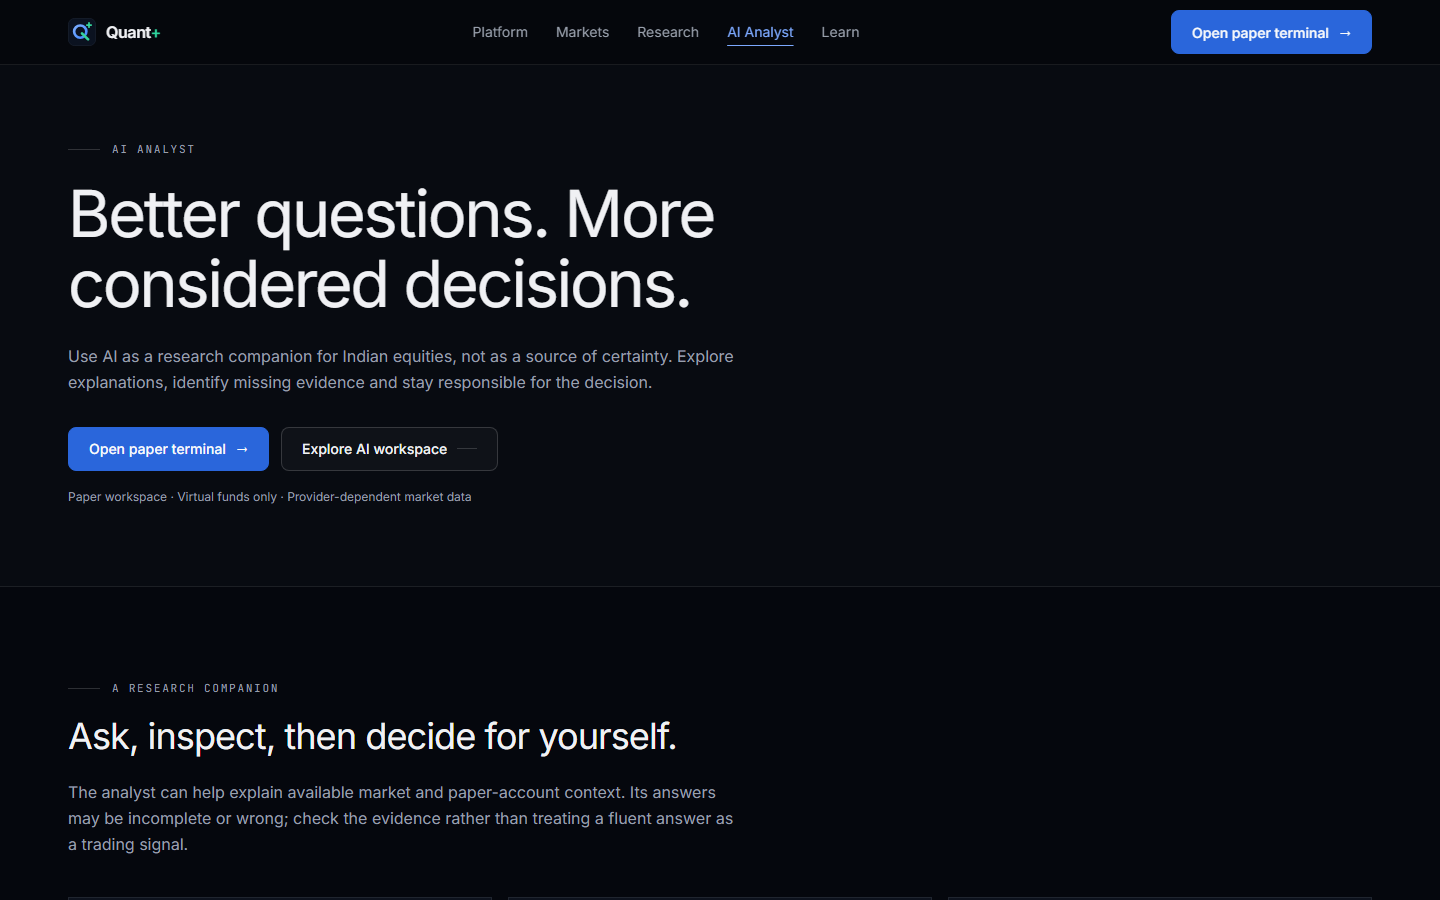 Quant+
Platform
Markets
Research
AI Analyst
Learn
Open paper terminal →
AI ANALYST
Better questions. More
considered decisions.
Use AI as a research companion for Indian equities, not as a source of certainty. Explore
explanations, identify missing evidence and stay responsible for the decision.
Open paper terminal →
Explore AI workspace
Paper workspace · Virtual funds only · Provider-dependent market data
A RESEARCH COMPANION
Ask, inspect, then decide for yourself.
The analyst can help explain available market and paper-account context. Its answers
may be incomplete or wrong; check the evidence rather than treating a fluent answer as
a trading signal.